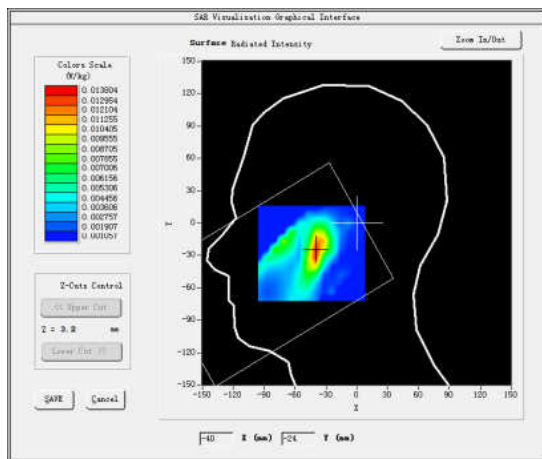 SAR Visualization Graphical Interface
Surface Radiated Intensity
Zoom In/Out
Colors Scale
(W/kg)
0.013804
0.012954
0.012104
0.011255
0.010405
0.009555
0.008705
0.007855
0.007006
0.006156
0.005306
0.004456
0.003606
0.002757
0.001907
0.001057
150
120
90
60
30
0
-30
-60
-90
-120
-150
Y
-150 -120 -90 -60 -30 0 30 60 90 120 150
X
Z-Cuts Control
<< Upper Cut
Z = 3.2 mm
Lower Cut >>
SAVE Cancel
-40 X (mm) -24 Y (mm)